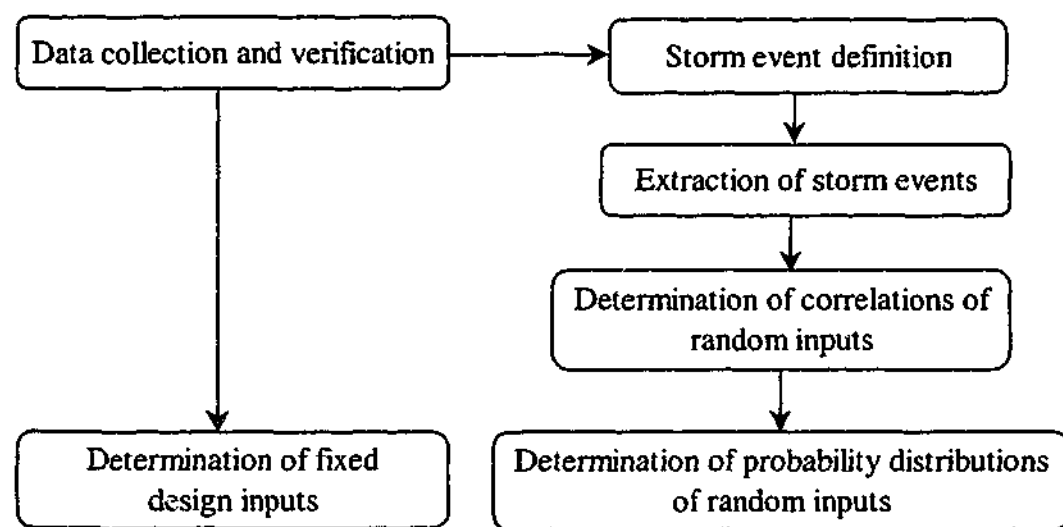 Data collection and verification
Storm event definition
Extraction of storm events
Determination of correlations of
random inputs
Determination of fixed
design inputs
Determination of probability distributions
of random inputs